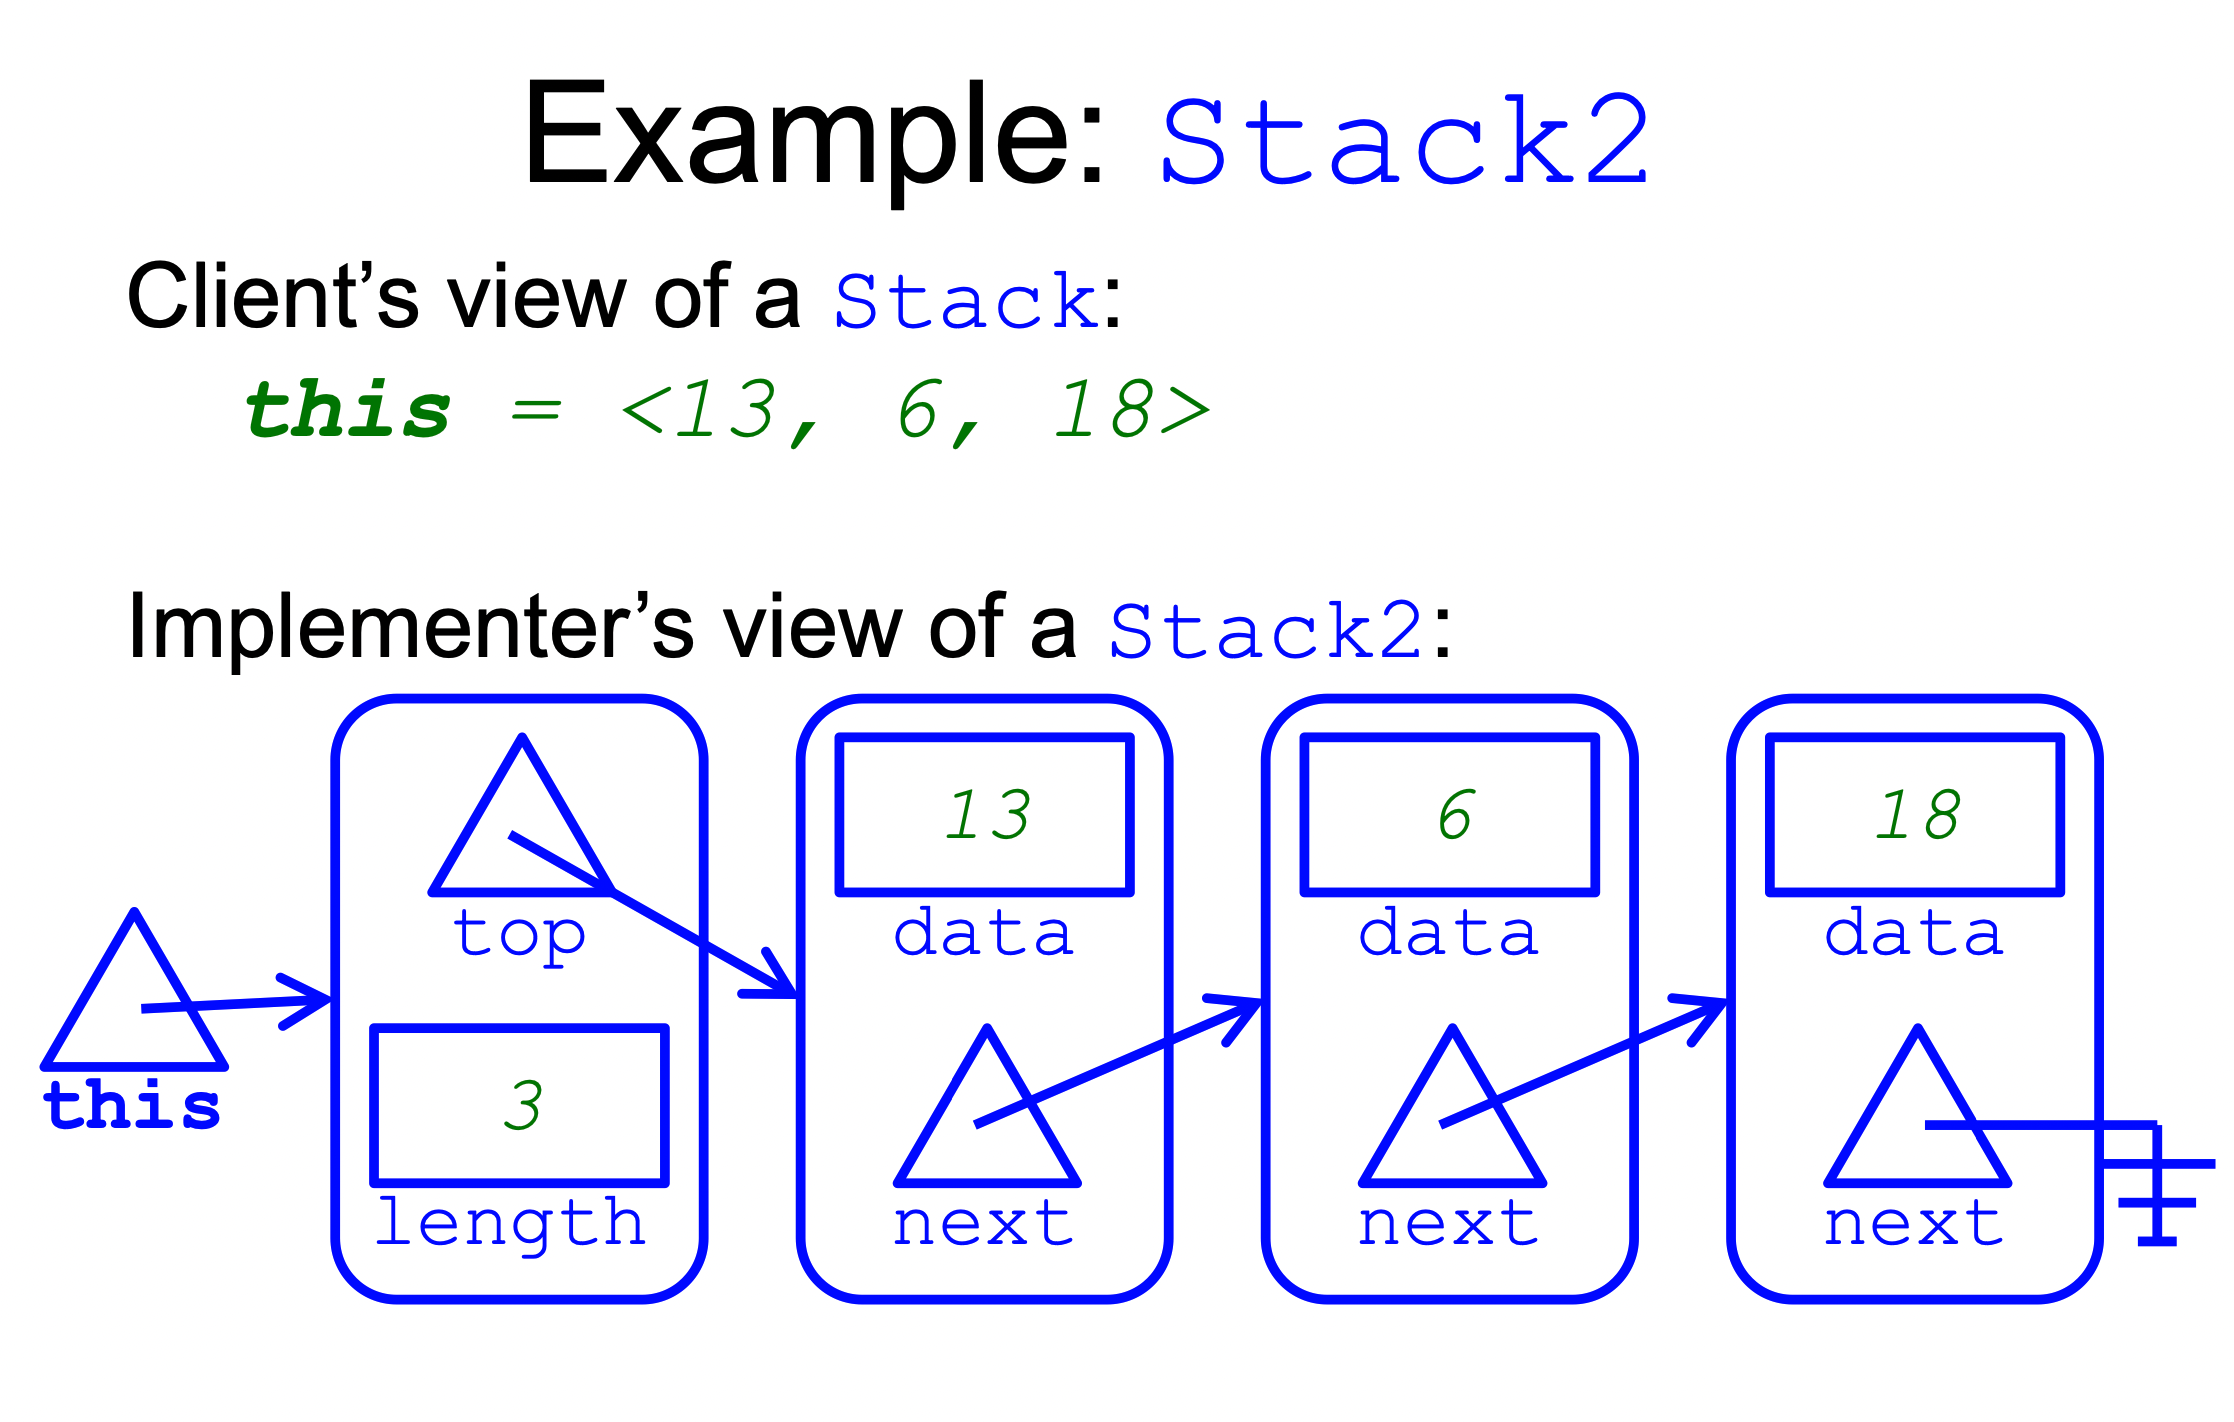 Example: Stack2
Client’s view of a Stack:
this = <13, 6, 18>
Implementer’s view of a Stack2:
13 6 18
top data data data
this
3
length next next next